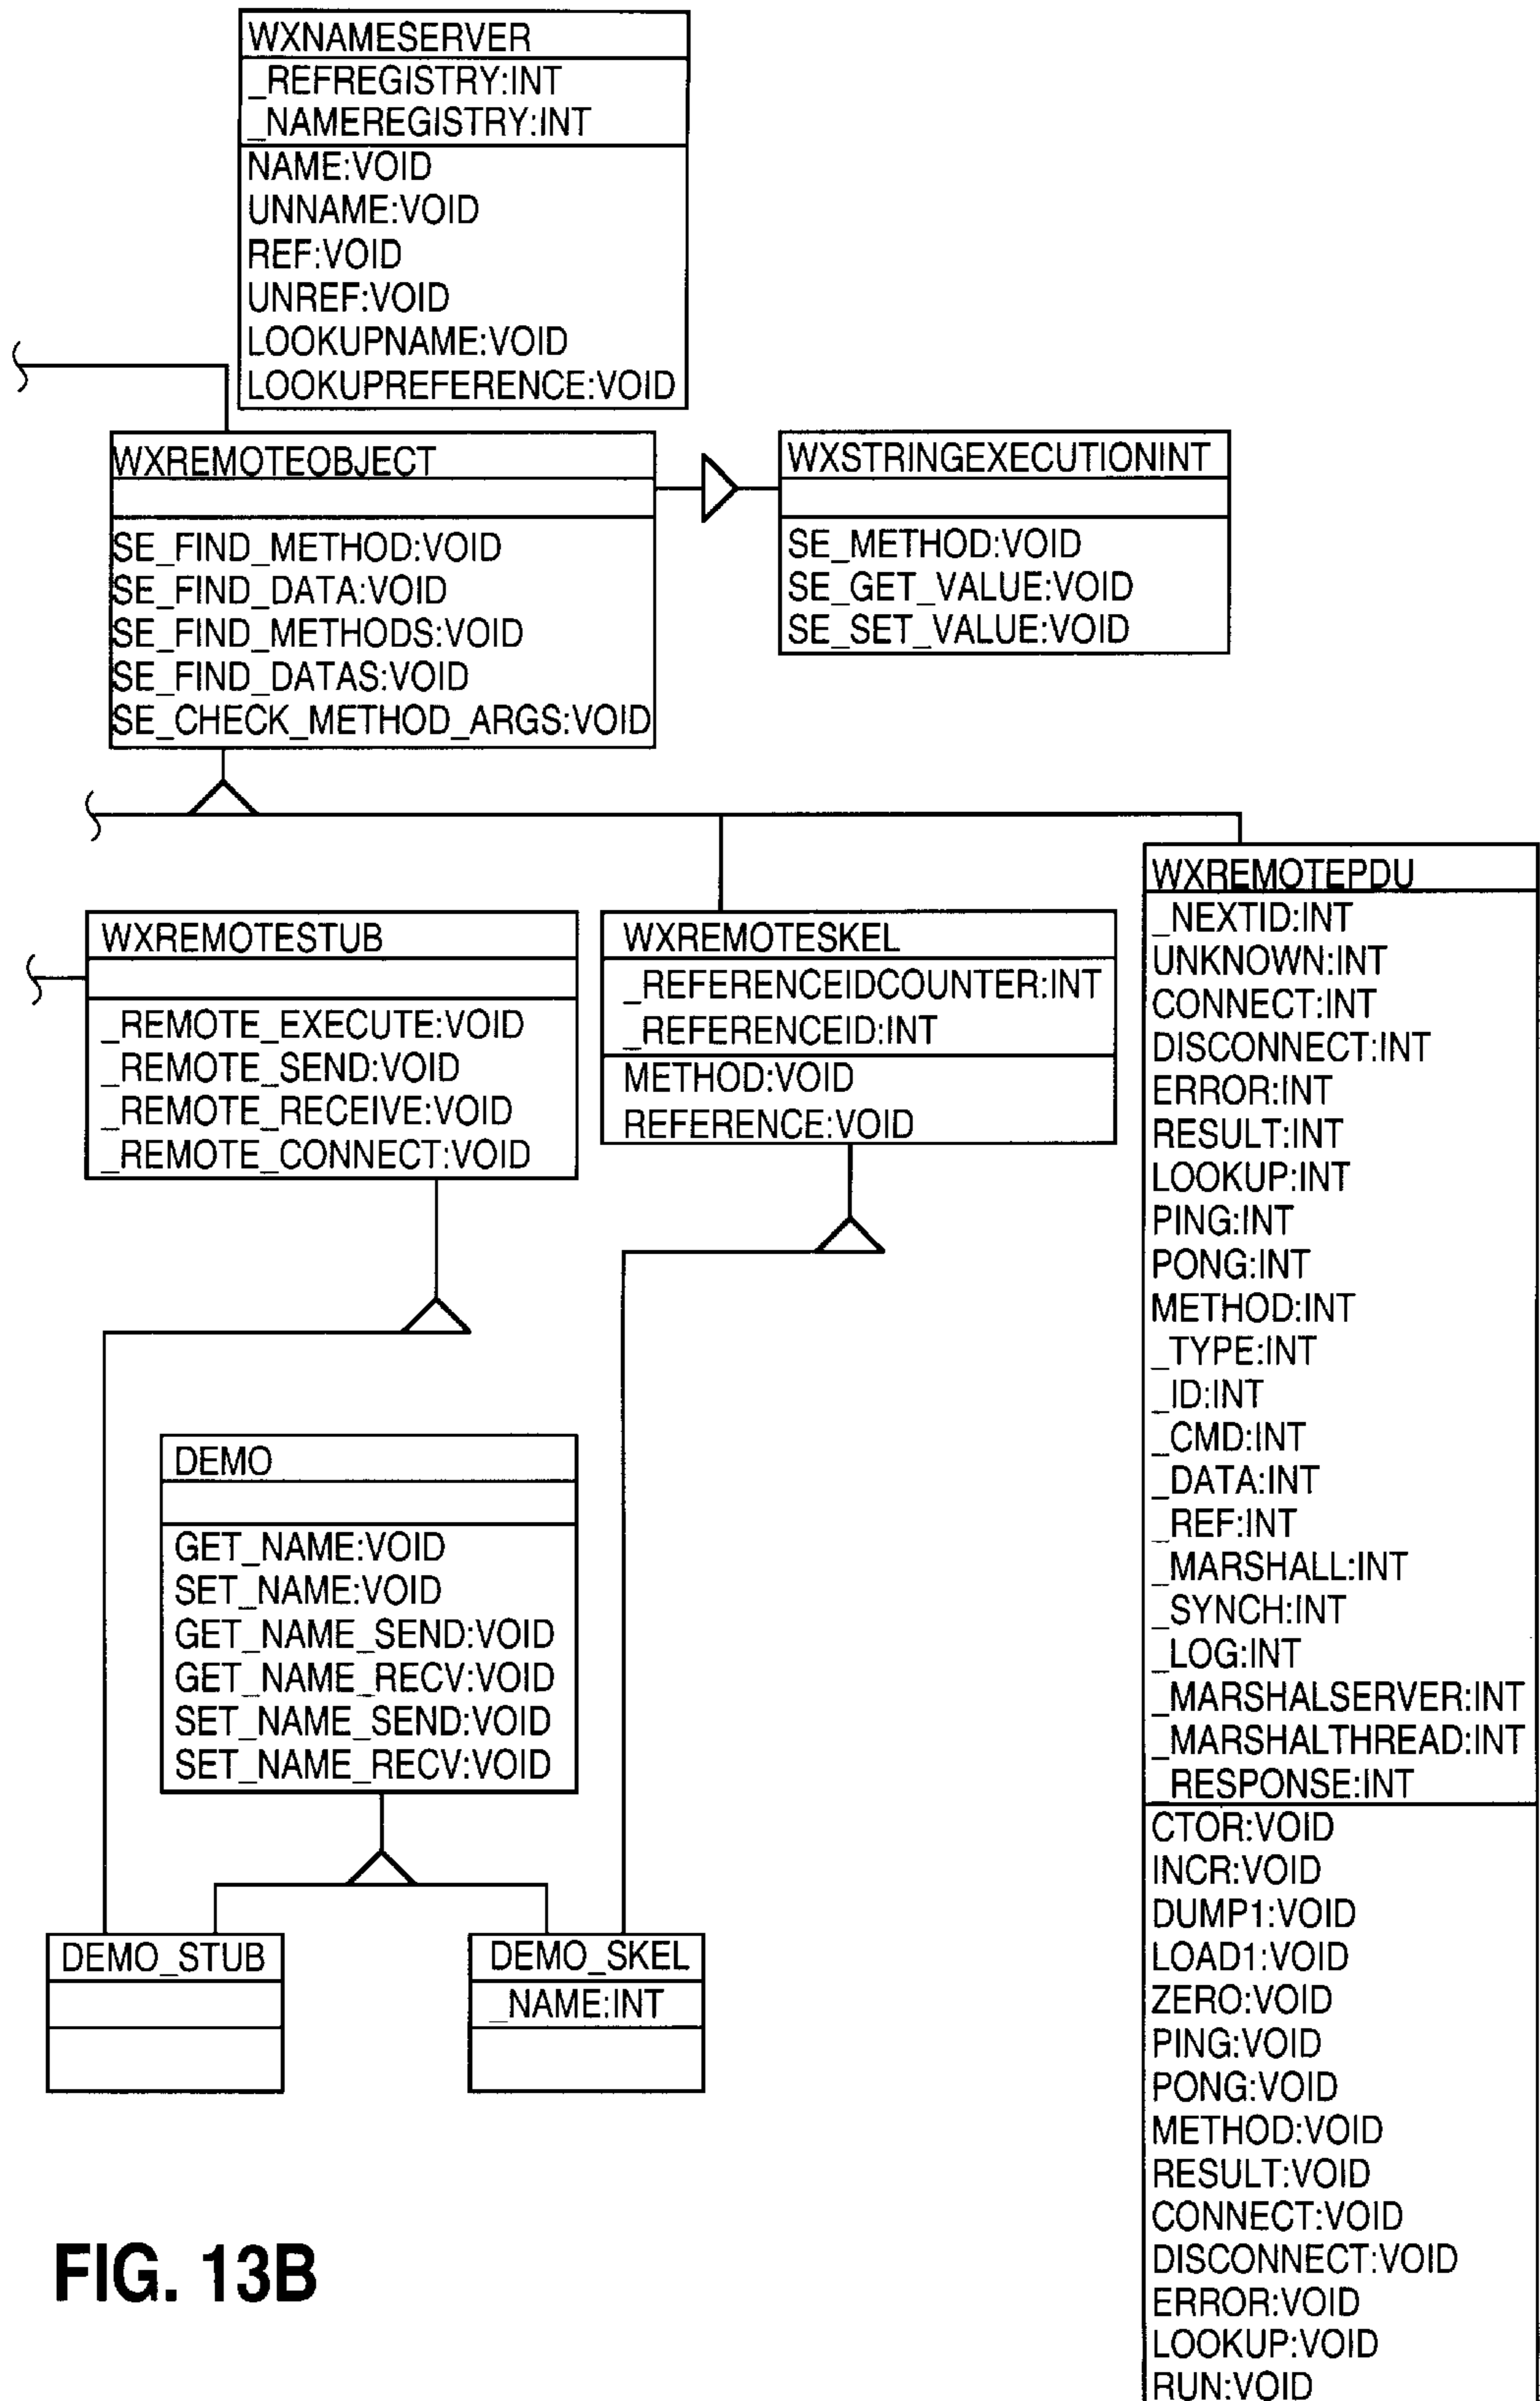 WXNAMESERVER
_REFREGISTRY:INT
_NAMEREGISTRY:INT
NAME:VOID
UNNAME:VOID
REF:VOID
UNREF:VOID
LOOKUPNAME:VOID
LOOKUPREFERENCE:VOID
WXREMOTEOBJECT
SE_FIND_METHOD:VOID
SE_FIND_DATA:VOID
SE_FIND_METHODS:VOID
SE_FIND_DATAS:VOID
SE_CHECK_METHOD_ARGS:VOID
WXSTRINGEXECUTIONINT
SE_METHOD:VOID
SE_GET_VALUE:VOID
SE_SET_VALUE:VOID
WXREMOTESTUB
_REMOTE_EXECUTE:VOID
_REMOTE_SEND:VOID
_REMOTE_RECEIVE:VOID
_REMOTE_CONNECT:VOID
WXREMOTESKEL
_REFERENCEIDCOUNTER:INT
_REFERENCEID:INT
METHOD:VOID
REFERENCE:VOID
WXREMOTEPDU
_NEXTID:INT
UNKNOWN:INT
CONNECT:INT
DISCONNECT:INT
ERROR:INT
RESULT:INT
LOOKUP:INT
PING:INT
PONG:INT
METHOD:INT
_TYPE:INT
_ID:INT
_CMD:INT
_DATA:INT
_REF:INT
_MARSHALL:INT
_SYNCH:INT
_LOG:INT
_MARSHALSERVER:INT
_MARSHALTHREAD:INT
_RESPONSE:INT
CTOR:VOID
INCR:VOID
DUMP1:VOID
LOAD1:VOID
ZERO:VOID
PING:VOID
PONG:VOID
METHOD:VOID
RESULT:VOID
CONNECT:VOID
DISCONNECT:VOID
ERROR:VOID
LOOKUP:VOID
RUN:VOID
DEMO
GET_NAME:VOID
SET_NAME:VOID
GET_NAME_SEND:VOID
GET_NAME_RECV:VOID
SET_NAME_SEND:VOID
SET_NAME_RECV:VOID
DEMO_STUB
DEMO_SKEL
_NAME:INT
FIG. 13B